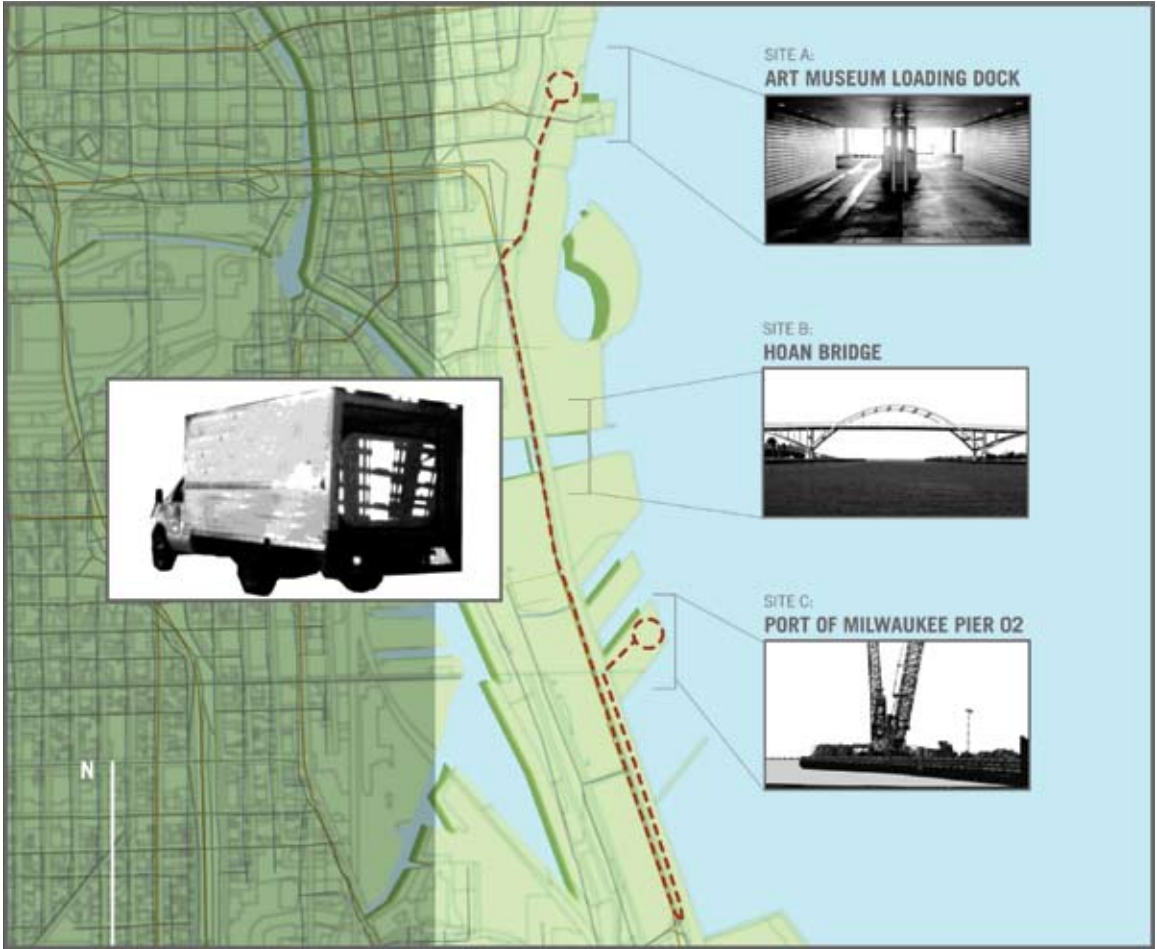 SITE A:
ART MUSEUM LOADING DOCK
SITE B:
HOAN BRIDGE
SITE C:
PORT OF MILWAUKEE PIER 02
N